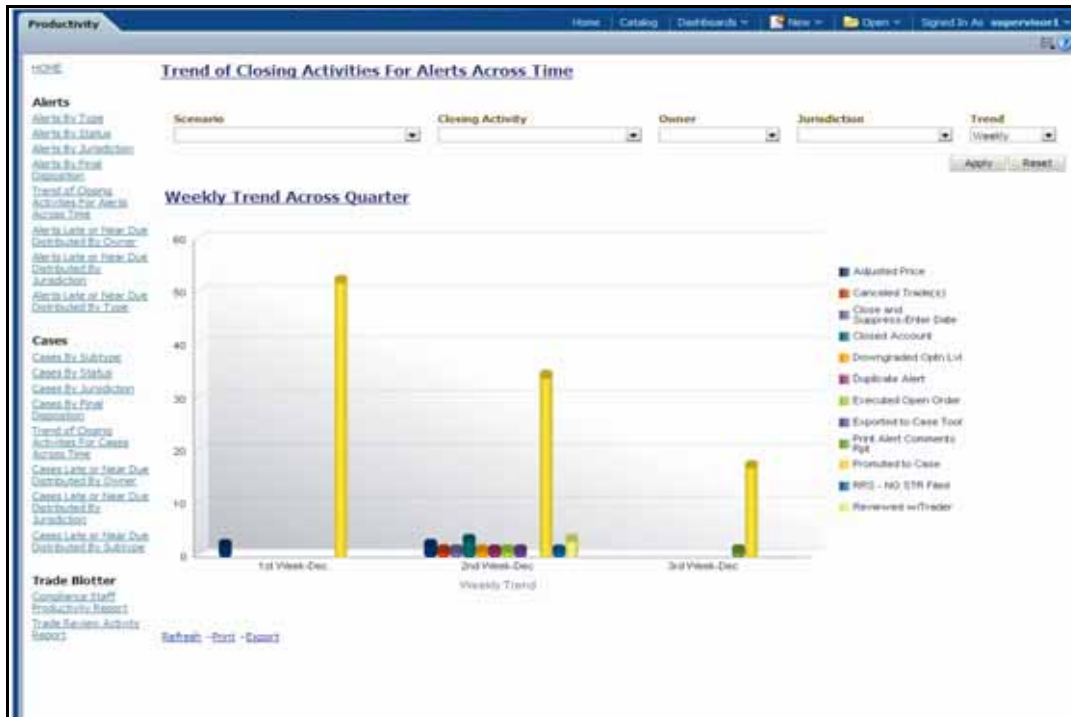 Productivity
Home
Catalog
Dashboards
New
Open
Signed In As supervisor1
HOME
Alerts
Alerts By Type
Alerts By Status
Alerts By Jurisdiction
Alerts By Final
Disposition
Trend of Closing
Activities For Alerts
Across Time
Alerts Late or Near Due
Distributed By Owner
Alerts Late or Near Due
Distributed By
Jurisdiction
Alerts Late or Near Due
Distributed By Type
Cases
Cases By Subtype
Cases By Status
Cases By Jurisdiction
Cases By Final
Disposition
Trend of Closing
Activities For Cases
Across Time
Cases Late or Near Due
Distributed By Owner
Cases Late or Near Due
Distributed By
Jurisdiction
Cases Late or Near Due
Distributed By Subtype
Trade Blotter
Compliance Staff
Productivity Report
Trade Review Activity
Report
Trend of Closing Activities For Alerts Across Time
Scenario
Closing Activity
Owner
Jurisdiction
Trend
Weekly
Apply
Reset
Weekly Trend Across Quarter
60
50
40
30
20
10
0
1st Week-Dec
2nd Week-Dec
3rd Week-Dec
Weekly Trend
Adjusted Price
Canceled Trade(s)
Close and
Suppress-Enter Date
Closed Account
Downgraded Optn Lvl
Duplicate Alert
Executed Open Order
Exported to Case Tool
Print Alert Comments
Rpt
Promoted to Case
RRS - NO STR Filed
Reviewed w/Trader
Refresh - Print - Export